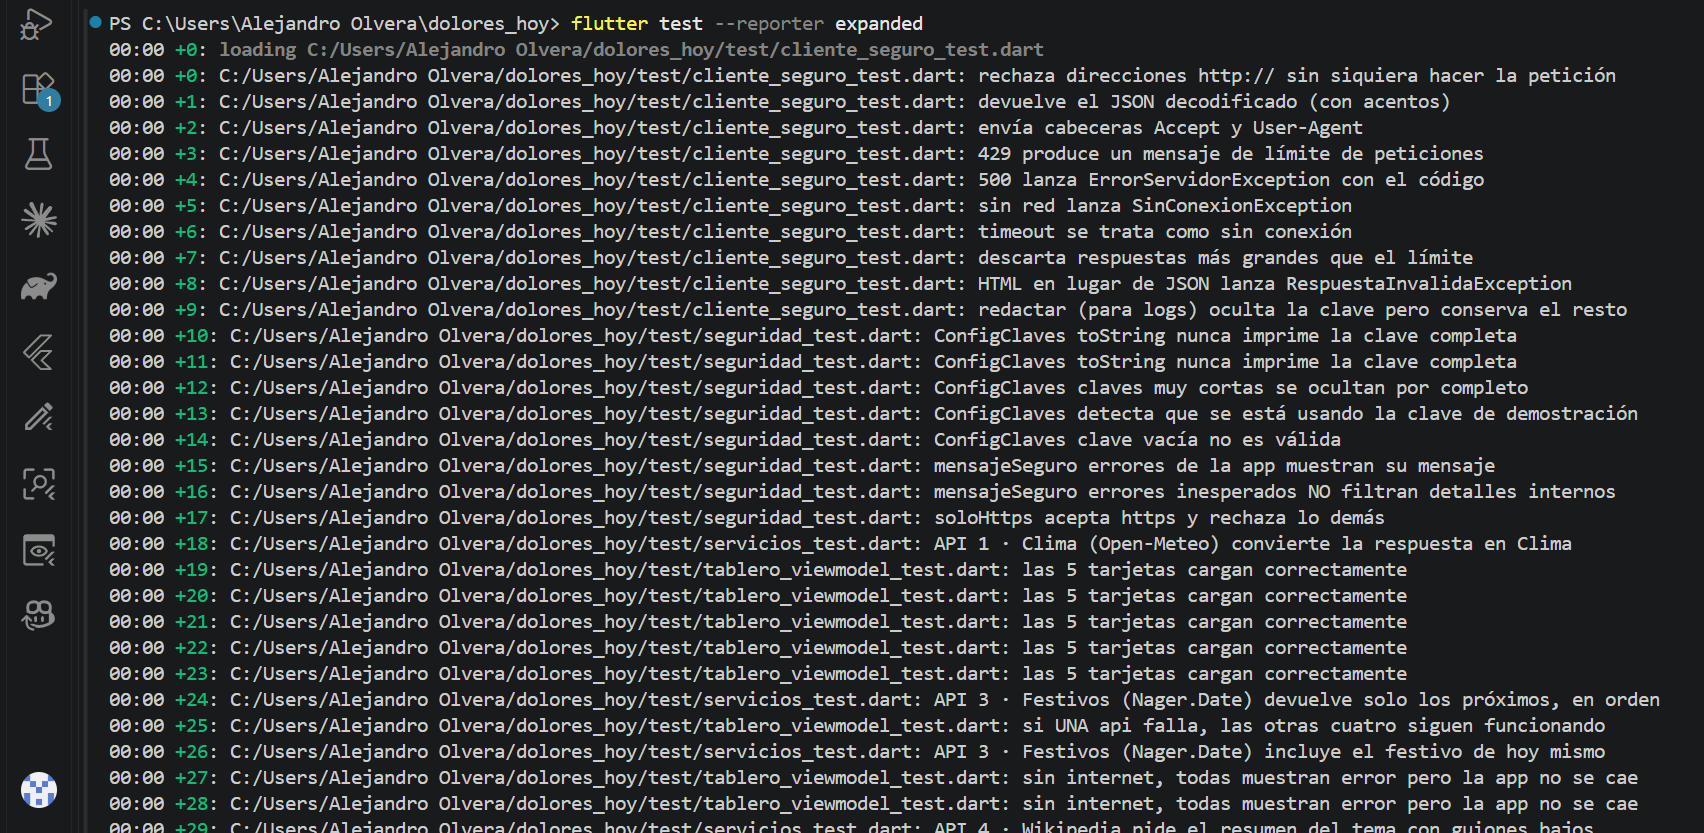 PS C:\Users\Alejandro Olvera\dolores_hoy> flutter test --reporter expanded
00:00 +0: loading C:/Users/Alejandro Olvera/dolores_hoy/test/cliente_seguro_test.dart
00:00 +0: C:/Users/Alejandro Olvera/dolores_hoy/test/cliente_seguro_test.dart: rechaza direcciones http:// sin siquiera hacer la petición
00:00 +1: C:/Users/Alejandro Olvera/dolores_hoy/test/cliente_seguro_test.dart: devuelve el JSON decodificado (con acentos)
1
00:00 +2: C:/Users/Alejandro Olvera/dolores_hoy/test/cliente_seguro_test.dart: envía cabeceras Accept y User-Agent
00:00 +3: C:/Users/Alejandro Olvera/dolores_hoy/test/cliente_seguro_test.dart: 429 produce un mensaje de límite de peticiones
00:00 +4: C:/Users/Alejandro Olvera/dolores_hoy/test/cliente_seguro_test.dart: 500 lanza ErrorServidorException con el código
00:00 +5: C:/Users/Alejandro Olvera/dolores_hoy/test/cliente_seguro_test.dart: sin red lanza SinConexionException
00:00 +6: C:/Users/Alejandro Olvera/dolores_hoy/test/cliente_seguro_test.dart: timeout se trata como sin conexión
00:00 +7: C:/Users/Alejandro Olvera/dolores_hoy/test/cliente_seguro_test.dart: descarta respuestas más grandes que el límite
00:00 +8: C:/Users/Alejandro Olvera/dolores_hoy/test/cliente_seguro_test.dart: HTML en lugar de JSON lanza RespuestaInvalidaException
00:00 +9: C:/Users/Alejandro Olvera/dolores_hoy/test/cliente_seguro_test.dart: redactar (para logs) oculta la clave pero conserva el resto
00:00 +10: C:/Users/Alejandro Olvera/dolores_hoy/test/seguridad_test.dart: ConfigClaves toString nunca imprime la clave completa
00:00 +11: C:/Users/Alejandro Olvera/dolores_hoy/test/seguridad_test.dart: ConfigClaves toString nunca imprime la clave completa
00:00 +12: C:/Users/Alejandro Olvera/dolores_hoy/test/seguridad_test.dart: ConfigClaves claves muy cortas se ocultan por completo
00:00 +13: C:/Users/Alejandro Olvera/dolores_hoy/test/seguridad_test.dart: ConfigClaves detecta que se está usando la clave de demostración
00:00 +14: C:/Users/Alejandro Olvera/dolores_hoy/test/seguridad_test.dart: ConfigClaves clave vacía no es válida
00:00 +15: C:/Users/Alejandro Olvera/dolores_hoy/test/seguridad_test.dart: mensajeSeguro errores de la app muestran su mensaje
00:00 +16: C:/Users/Alejandro Olvera/dolores_hoy/test/seguridad_test.dart: mensajeSeguro errores inesperados NO filtran detalles internos
00:00 +17: C:/Users/Alejandro Olvera/dolores_hoy/test/seguridad_test.dart: soloHttps acepta https y rechaza lo demás
00:00 +18: C:/Users/Alejandro Olvera/dolores_hoy/test/servicios_test.dart: API 1 · Clima (Open-Meteo) convierte la respuesta en Clima
00:00 +19: C:/Users/Alejandro Olvera/dolores_hoy/test/tablero_viewmodel_test.dart: las 5 tarjetas cargan correctamente
00:00 +20: C:/Users/Alejandro Olvera/dolores_hoy/test/tablero_viewmodel_test.dart: las 5 tarjetas cargan correctamente
00:00 +21: C:/Users/Alejandro Olvera/dolores_hoy/test/tablero_viewmodel_test.dart: las 5 tarjetas cargan correctamente
00:00 +22: C:/Users/Alejandro Olvera/dolores_hoy/test/tablero_viewmodel_test.dart: las 5 tarjetas cargan correctamente
00:00 +23: C:/Users/Alejandro Olvera/dolores_hoy/test/tablero_viewmodel_test.dart: las 5 tarjetas cargan correctamente
00:00 +24: C:/Users/Alejandro Olvera/dolores_hoy/test/servicios_test.dart: API 3 · Festivos (Nager.Date) devuelve solo los próximos, en orden
00:00 +25: C:/Users/Alejandro Olvera/dolores_hoy/test/tablero_viewmodel_test.dart: si UNA api falla, las otras cuatro siguen funcionando
00:00 +26: C:/Users/Alejandro Olvera/dolores_hoy/test/servicios_test.dart: API 3 · Festivos (Nager.Date) incluye el festivo de hoy mismo
00:00 +27: C:/Users/Alejandro Olvera/dolores_hoy/test/tablero_viewmodel_test.dart: sin internet, todas muestran error pero la app no se cae
00:00 +28: C:/Users/Alejandro Olvera/dolores_hoy/test/tablero_viewmodel_test.dart: sin internet, todas muestran error pero la app no se cae
00:00 +29: C:/Users/Alejandro Olvera/dolores_hoy/test/servicios_test.dart: API 4 · Wikipedia pide el resumen del tema con guiones bajos